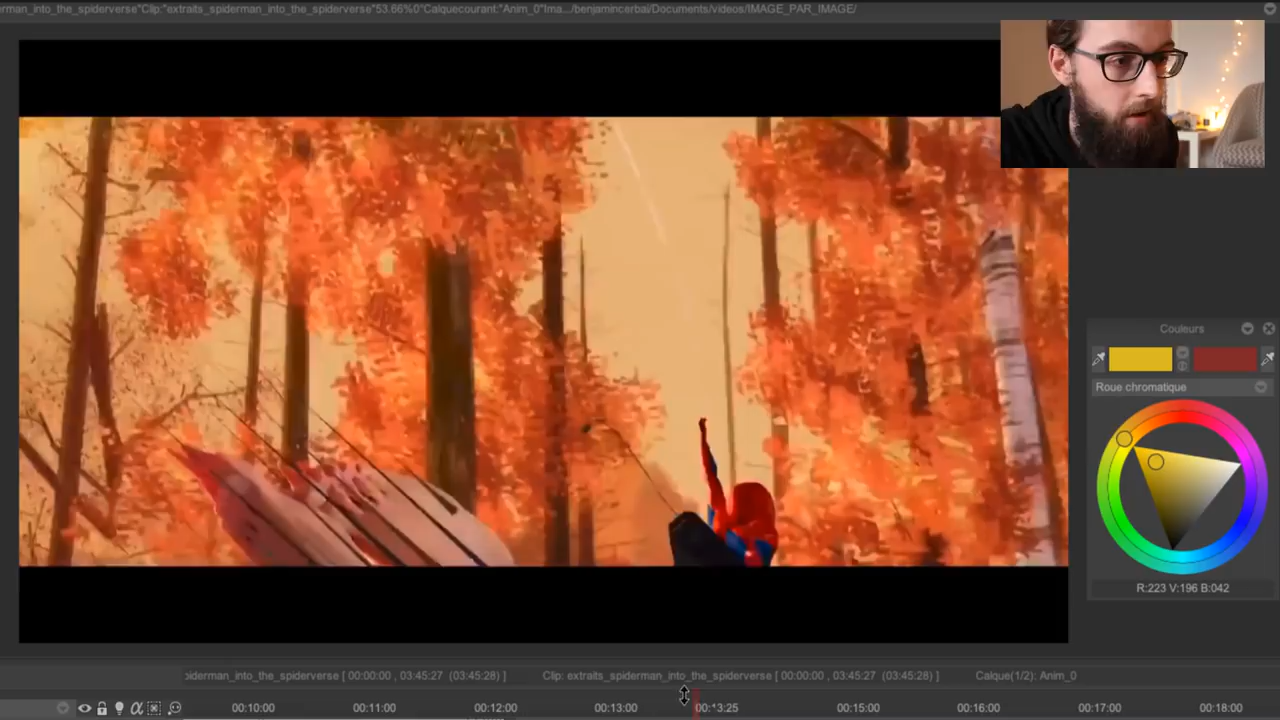 rman_into_the_spiderverse"Clip:"extraits_spiderman_into_the_spiderverse"53.66%0"Calquecourant:"Anim_0"Ima.../benjamincerbai/Documents/videos/IMAGE_PAR_IMAGE/
Couleurs
Roue chromatique
R:223 V:196 B:042
piderman_into_the_spiderverse [ 00:00:00 , 03:45:27 (03:45:28) ]
Clip: extraits_spiderman_into_the_spiderverse [ 00:00:00 , 03:45:27 (03:45:28) ]
Calque(1/2): Anim_0
00:10:00 00:11:00 00:12:00 00:13:00 00:15:00 00:16:00 00:17:00 00:18:00